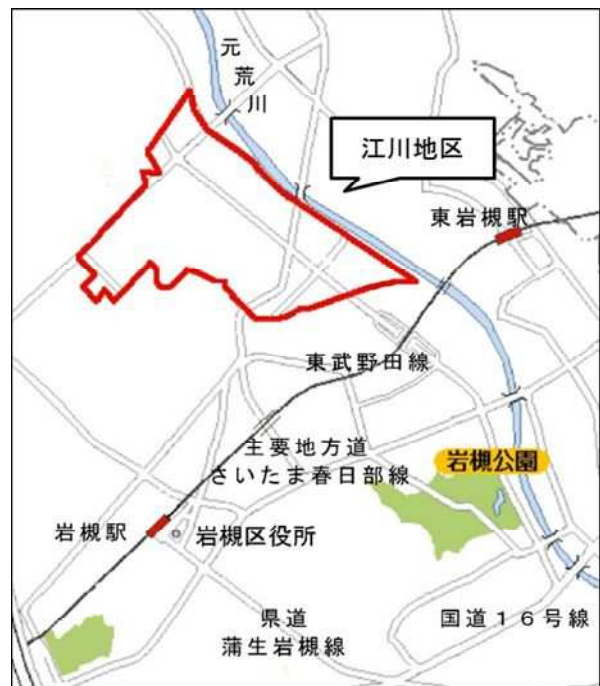 元荒川
江川地区
東岩槻駅
東武野田線
主要地方道
さいたま春日部線
岩槻公園
岩槻駅
岩槻区役所
県道
蒲生岩槻線
国道１６号線